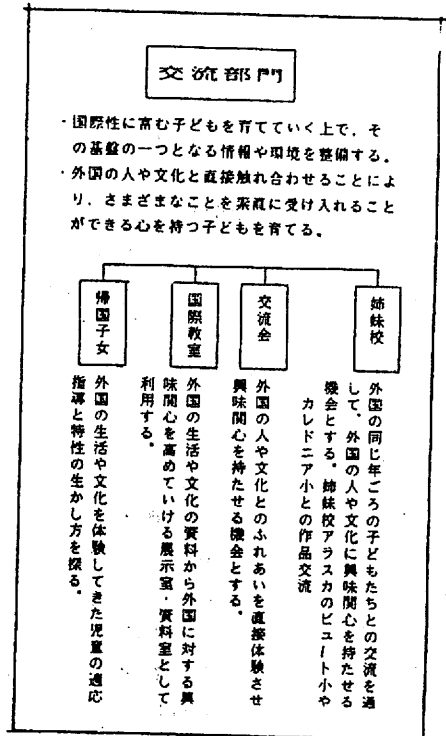 交流部門
・国際性に富む子どもを育てていく上で、そ
の基盤の一つとなる情報や環境を整備する。
・外国の人や文化と直接触れ合わせることによ
り、さまざまなことを素直に受け入れること
ができる心を持つ子どもを育てる。
姉妹校
外国の同じ年ごろの子どもたちとの交流を通
して、外国の人や文化に興味関心を持たせる
機会とする。姉妹校アラスカのビュート小や
カレドニア小との作品交流
交流会
外国の人や文化とのふれあいを直接体験させ
興味関心を持たせる機会とする。
国際教室
外国の生活や文化の資料から外国に対する興
味関心を高めていける展示室・資料室として
利用する。
帰国子女
外国の生活や文化を体験してきた児童の適応
指導と特性の生かし方を探る。